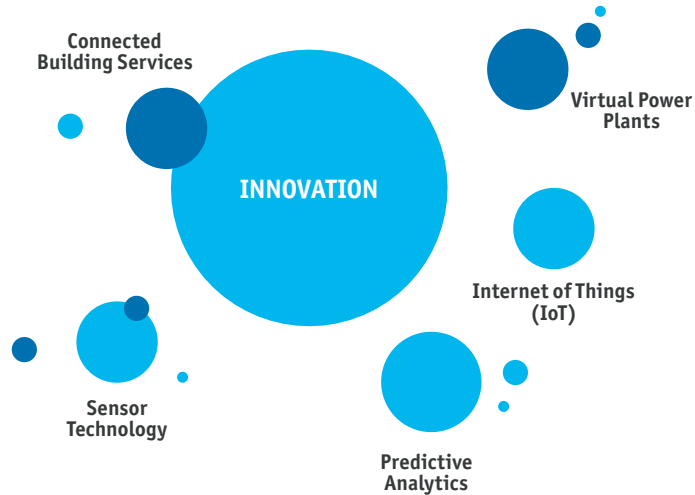 Connected
Building Services
INNOVATION
Virtual Power
Plants
Internet of Things
(IoT)
Sensor
Technology
Predictive
Analytics